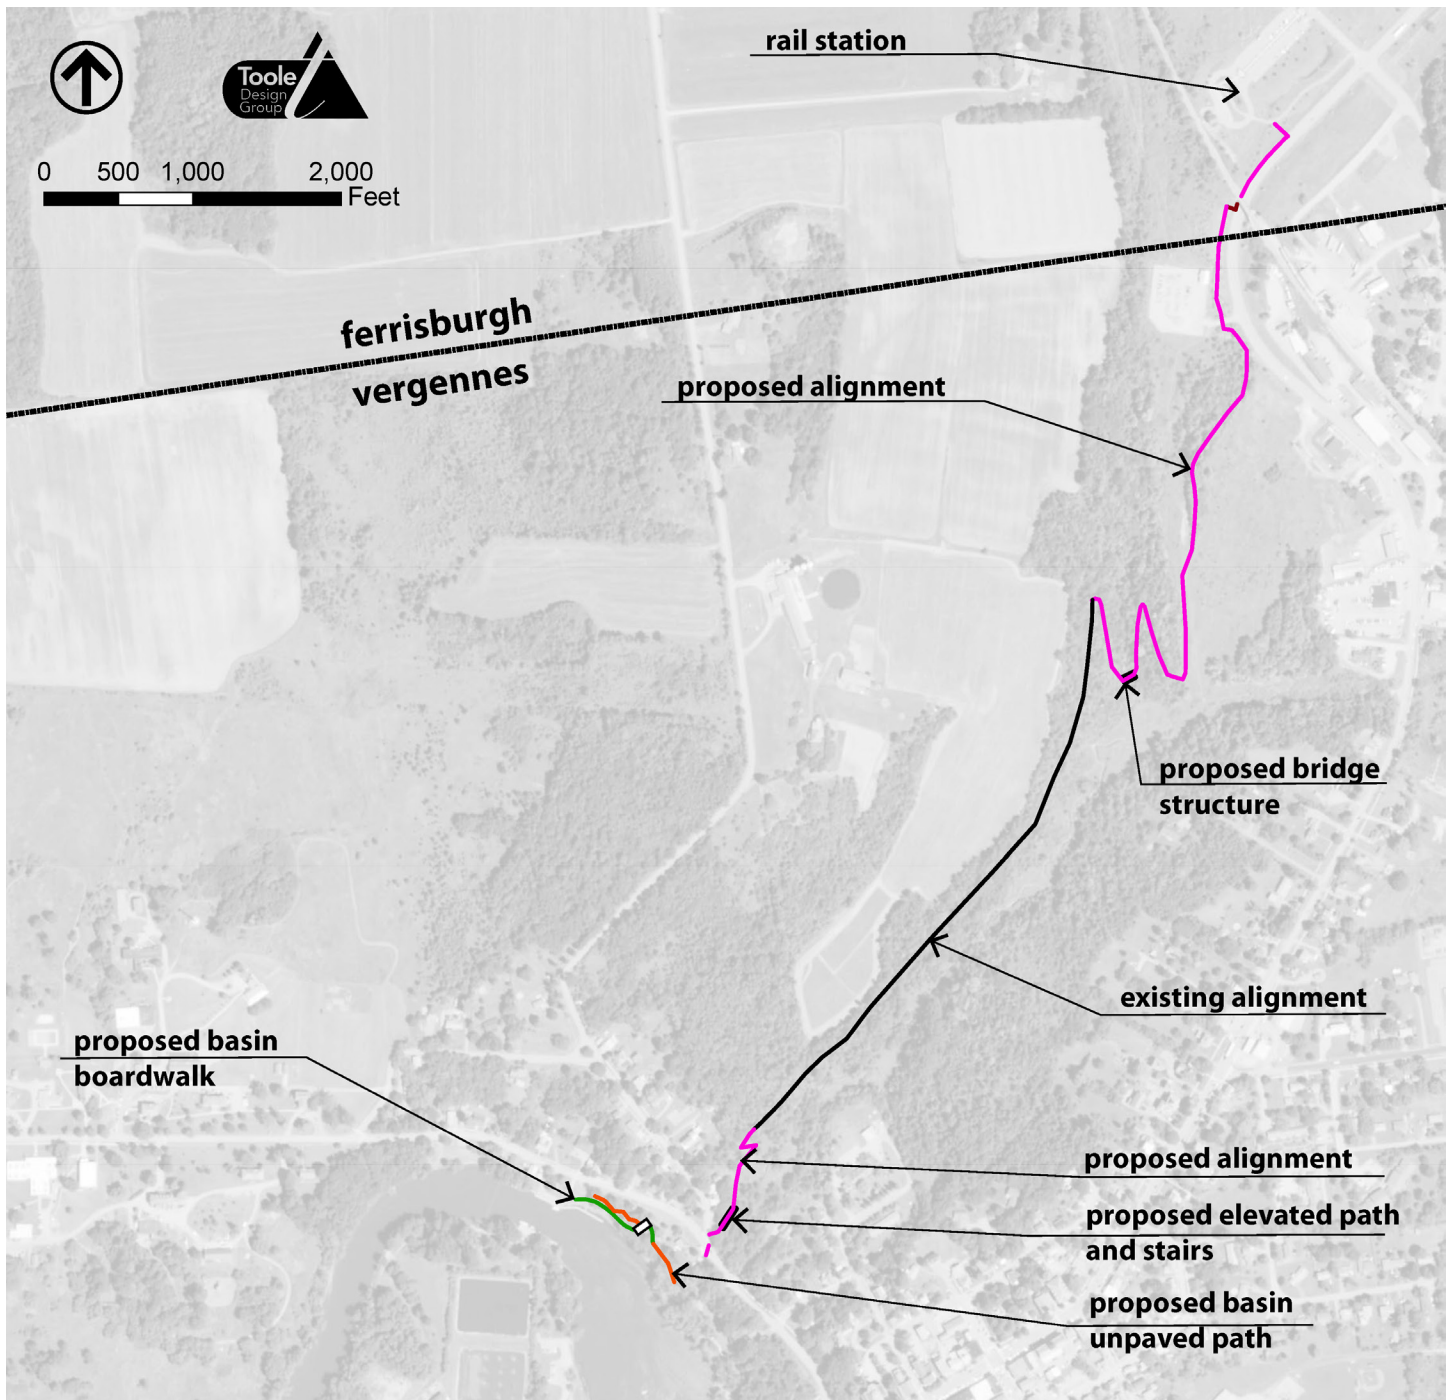 rail station
Toole
Design
Group
0 500 1,000 2,000
Feet
ferrisburgh
vergennes
proposed alignment
proposed bridge
structure
existing alignment
proposed basin
boardwalk
proposed alignment
proposed elevated path
and stairs
proposed basin
unpaved path